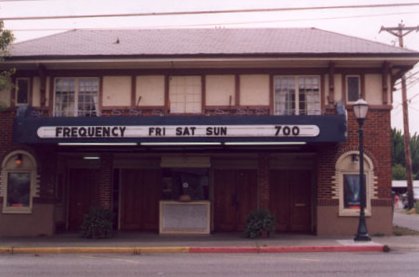 FREQUENCY FRI SAT SUN 700